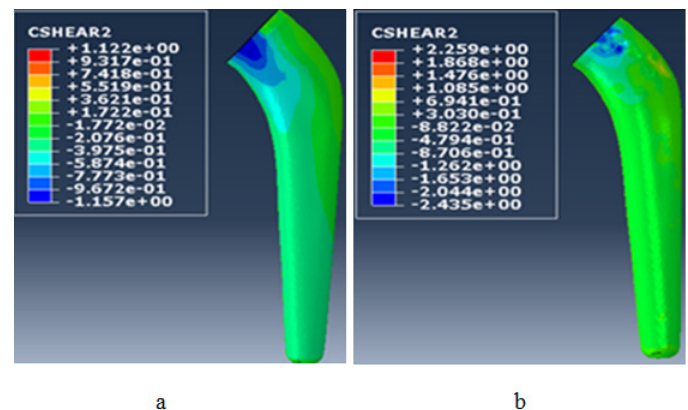 CSHEAR2
+1.122e+00
+9.317e-01
+7.418e-01
+5.519e-01
+3.621e-01
+1.722e-01
-1.772e-02
-2.076e-01
-3.975e-01
-5.874e-01
-7.773e-01
-9.672e-01
-1.157e+00
CSHEAR2
+2.259e+00
+1.868e+00
+1.476e+00
+1.085e+00
+6.941e-01
+3.030e-01
-8.822e-02
-4.794e-01
-8.706e-01
-1.262e+00
-1.653e+00
-2.044e+00
-2.435e+00
a
b